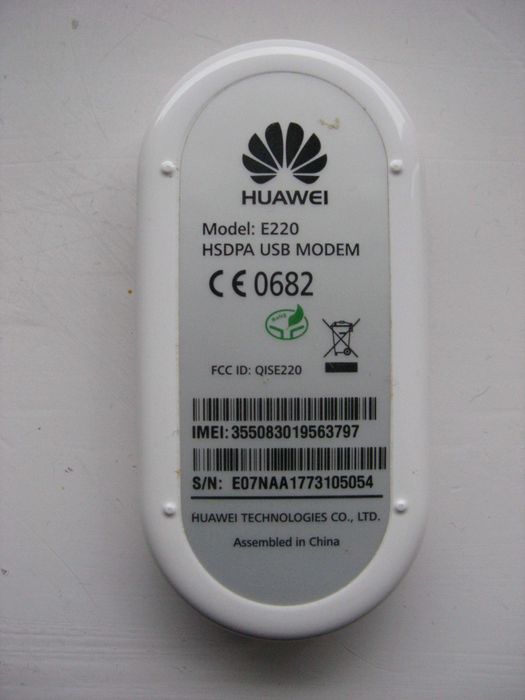 HUAWEI
Model: E220
HSDPA USB MODEM
CE 0682
RoHS
FCC ID: QISE220
IMEI: 355083019563797
S/N: E07NAA1773105054
HUAWEI TECHNOLOGIES CO., LTD.
Assembled in China